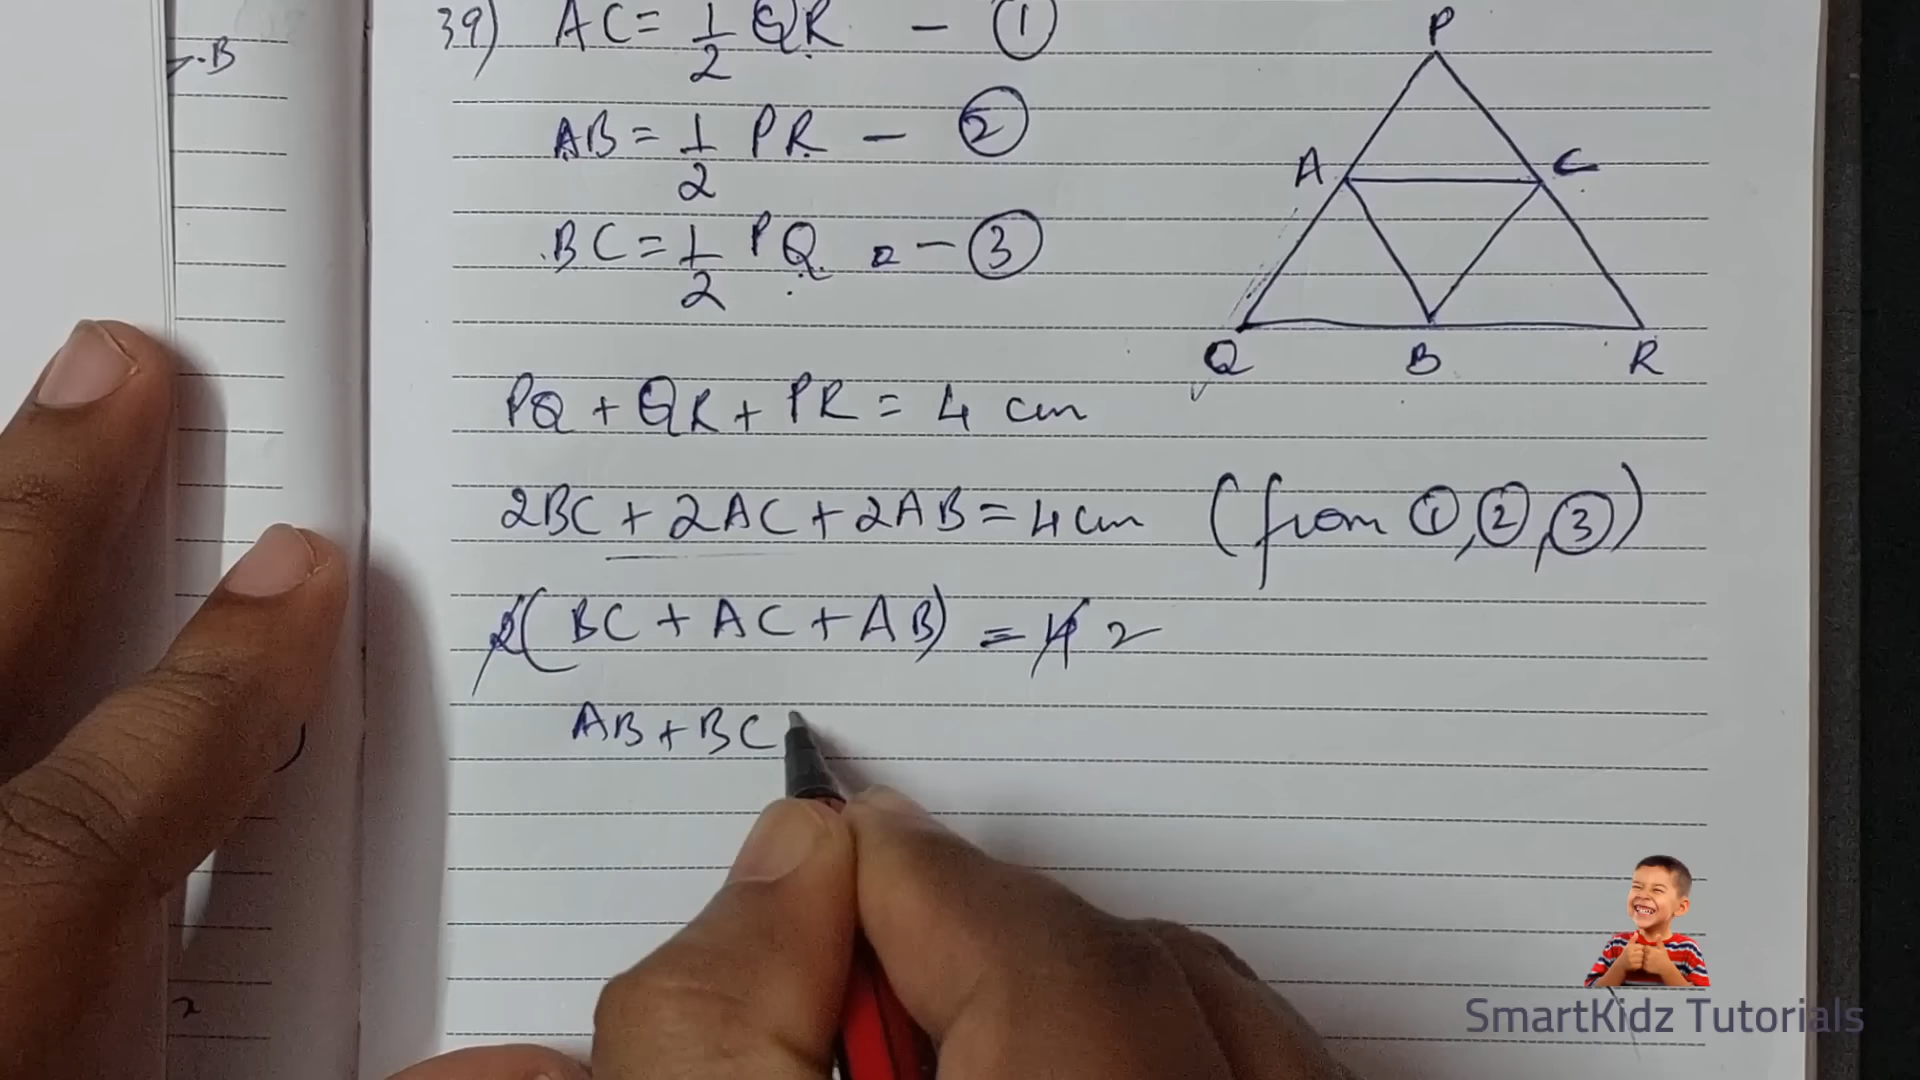 39) AC = 1/2 QR - ①
AB = 1/2 PR - ②
BC = 1/2 PQ - ③
P
A
C
Q
B
R
PQ + QR + PR = 4 cm
2BC + 2AC + 2AB = 4 cm (from ①, ②, ③)
2(BC + AC + AB) = 4 2
AB + BC
.B
SmartKidz Tutorials